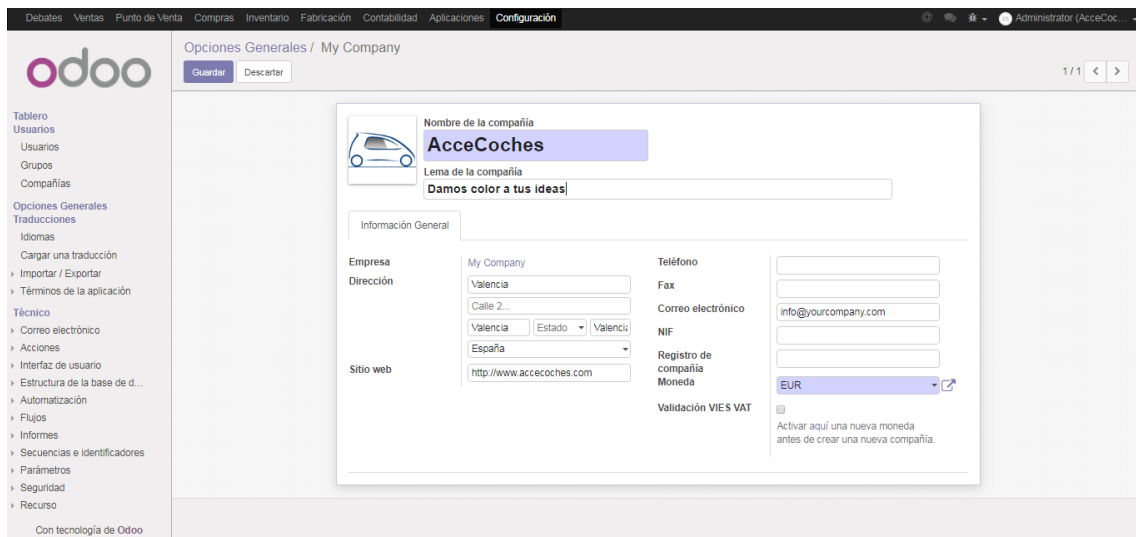 Debates Ventas Punto de Venta Compras Inventario Fabricación Contabilidad Aplicaciones Configuración Administrator (AcceCoc...
odoo
Opciones Generales / My Company
Guardar Descartar
1 / 1
Tablero
Usuarios
Usuarios
Grupos
Compañías
Opciones Generales
Traducciones
Idiomas
Cargar una traducción
Importar / Exportar
Términos de la aplicación
Técnico
Correo electrónico
Acciones
Interfaz de usuario
Estructura de la base de d...
Automatización
Flujos
Informes
Secuencias e identificadores
Parámetros
Seguridad
Recurso
Con tecnología de Odoo
Nombre de la compañía
AcceCoches
Lema de la compañía
Damos color a tus ideas
Información General
Empresa My Company
Dirección Valencia
Calle 2...
Valencia Estado Valencia
España
Sitio web http://www.accecoches.com
Teléfono
Fax
Correo electrónico info@yourcompany.com
NIF
Registro de
compañía
Moneda EUR
Validación VIES VAT
Activar aquí una nueva moneda
antes de crear una nueva compañía.